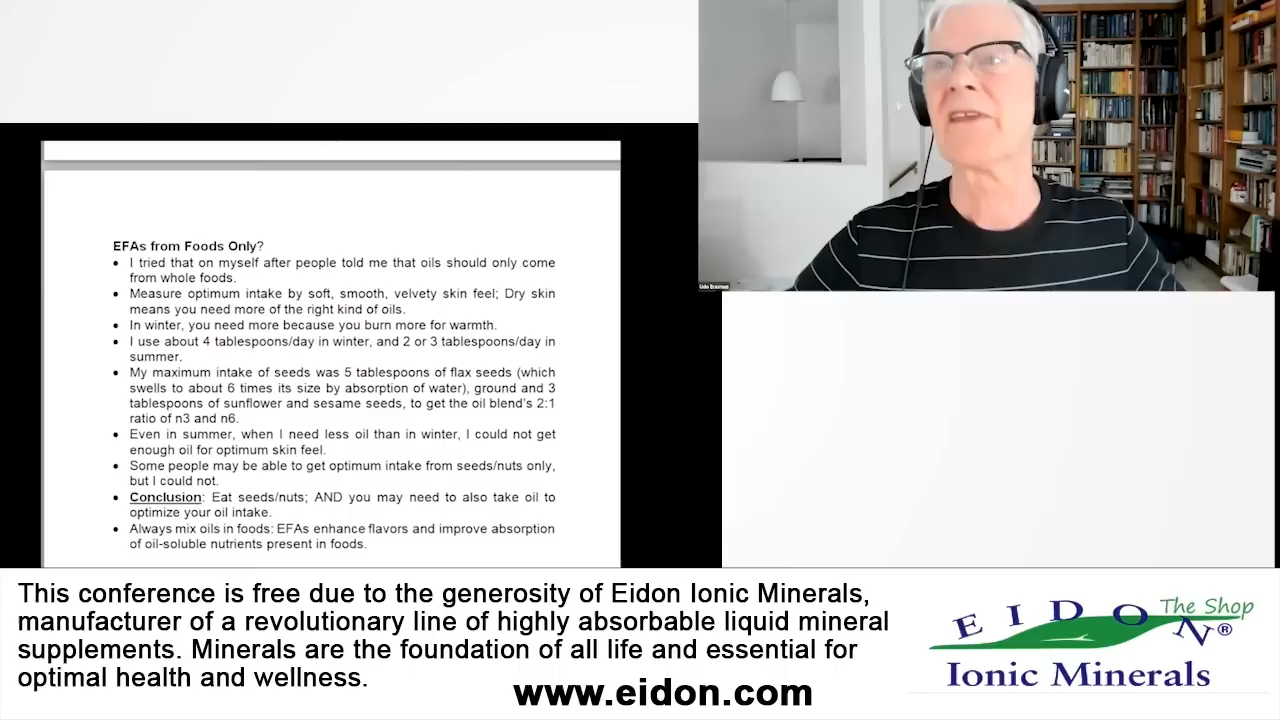 EFAs from Foods Only?
• I tried that on myself after people told me that oils should only come
from whole foods.
• Measure optimum intake by soft, smooth, velvety skin feel; Dry skin
means you need more of the right kind of oils.
• In winter, you need more because you burn more for warmth.
• I use about 4 tablespoons/day in winter, and 2 or 3 tablespoons/day in
summer.
• My maximum intake of seeds was 5 tablespoons of flax seeds (which
swells to about 6 times its size by absorption of water), ground and 3
tablespoons of sunflower and sesame seeds, to get the oil blend's 2:1
ratio of n3 and n6.
• Even in summer, when I need less oil than in winter, I could not get
enough oil for optimum skin feel.
• Some people may be able to get optimum intake from seeds/nuts only,
but I could not.
• Conclusion: Eat seeds/nuts; AND you may need to also take oil to
optimize your oil intake.
• Always mix oils in foods: EFAs enhance flavors and improve absorption
of oil-soluble nutrients present in foods.
Udo Erasmus
This conference is free due to the generosity of Eidon Ionic Minerals,
manufacturer of a revolutionary line of highly absorbable liquid mineral
supplements. Minerals are the foundation of all life and essential for
optimal health and wellness.
www.eidon.com
EIDON® The Shop
Ionic Minerals